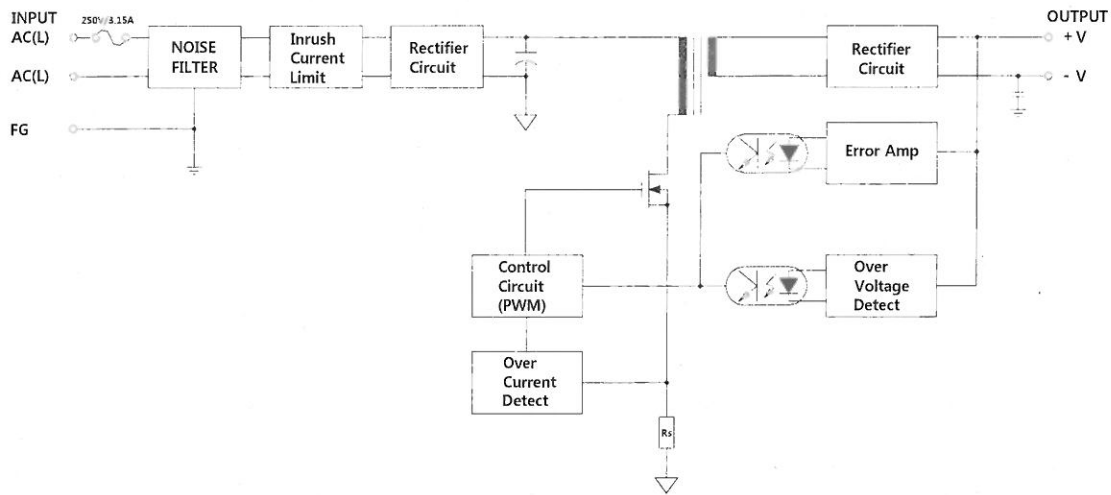 INPUT
250V/3.15A
OUTPUT
AC(L)
NOISE
FILTER
Inrush
Current
Limit
Rectifier
Circuit
Rectifier
Circuit
+ V
AC(L)
- V
FG
Error Amp
Control
Circuit
(PWM)
Over
Voltage
Detect
Over
Current
Detect
Rs